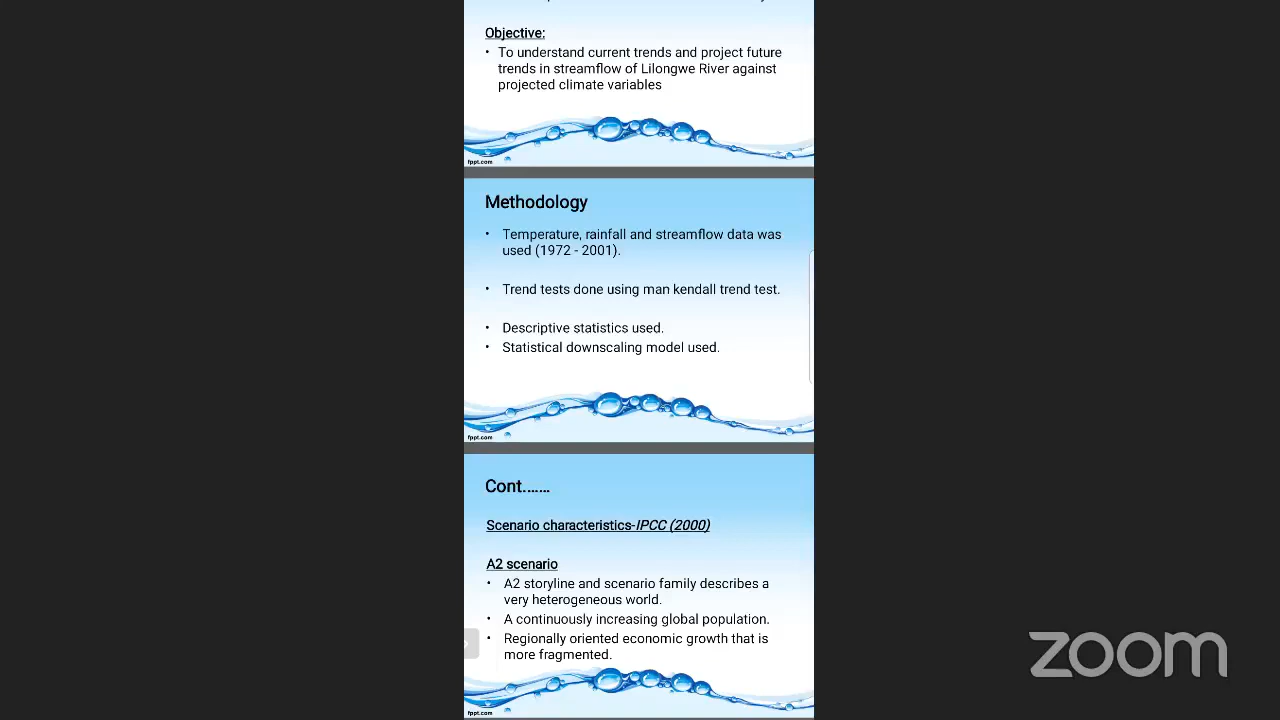 Objective:
• To understand current trends and project future
trends in streamflow of Lilongwe River against
projected climate variables
fppt.com
Methodology
• Temperature, rainfall and streamflow data was
used (1972 - 2001).
• Trend tests done using man kendall trend test.
• Descriptive statistics used.
• Statistical downscaling model used.
fppt.com
Cont.......
Scenario characteristics-IPCC (2000)
A2 scenario
• A2 storyline and scenario family describes a
very heterogeneous world.
• A continuously increasing global population.
• Regionally oriented economic growth that is
more fragmented.
fppt.com
zoom